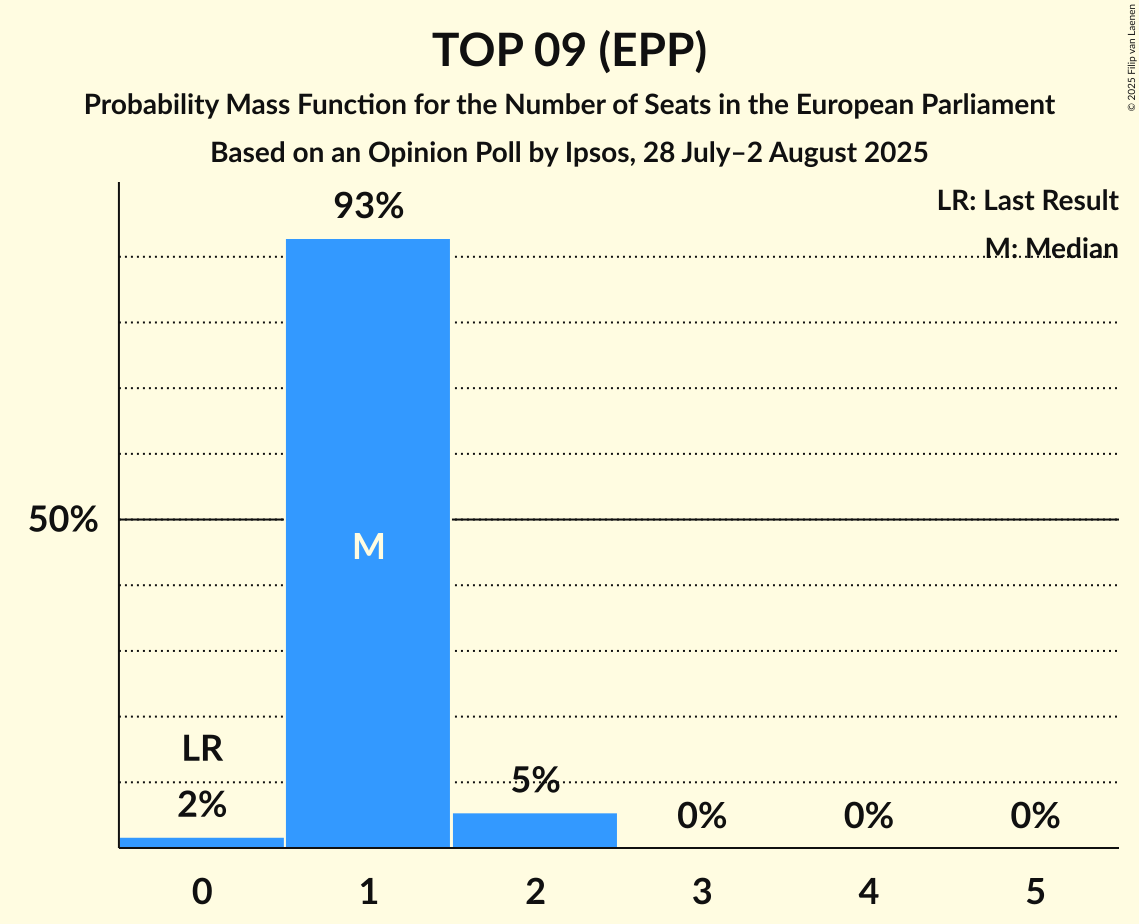 TOP 09 (EPP)
Probability Mass Function for the Number of Seats in the European Parliament
Based on an Opinion Poll by Ipsos, 28 July–2 August 2025
© 2025 Filip van Laenen
LR: Last Result
M: Median
93%
50%
M
LR
2%
5%
0%
0%
0%
0
1
2
3
4
5